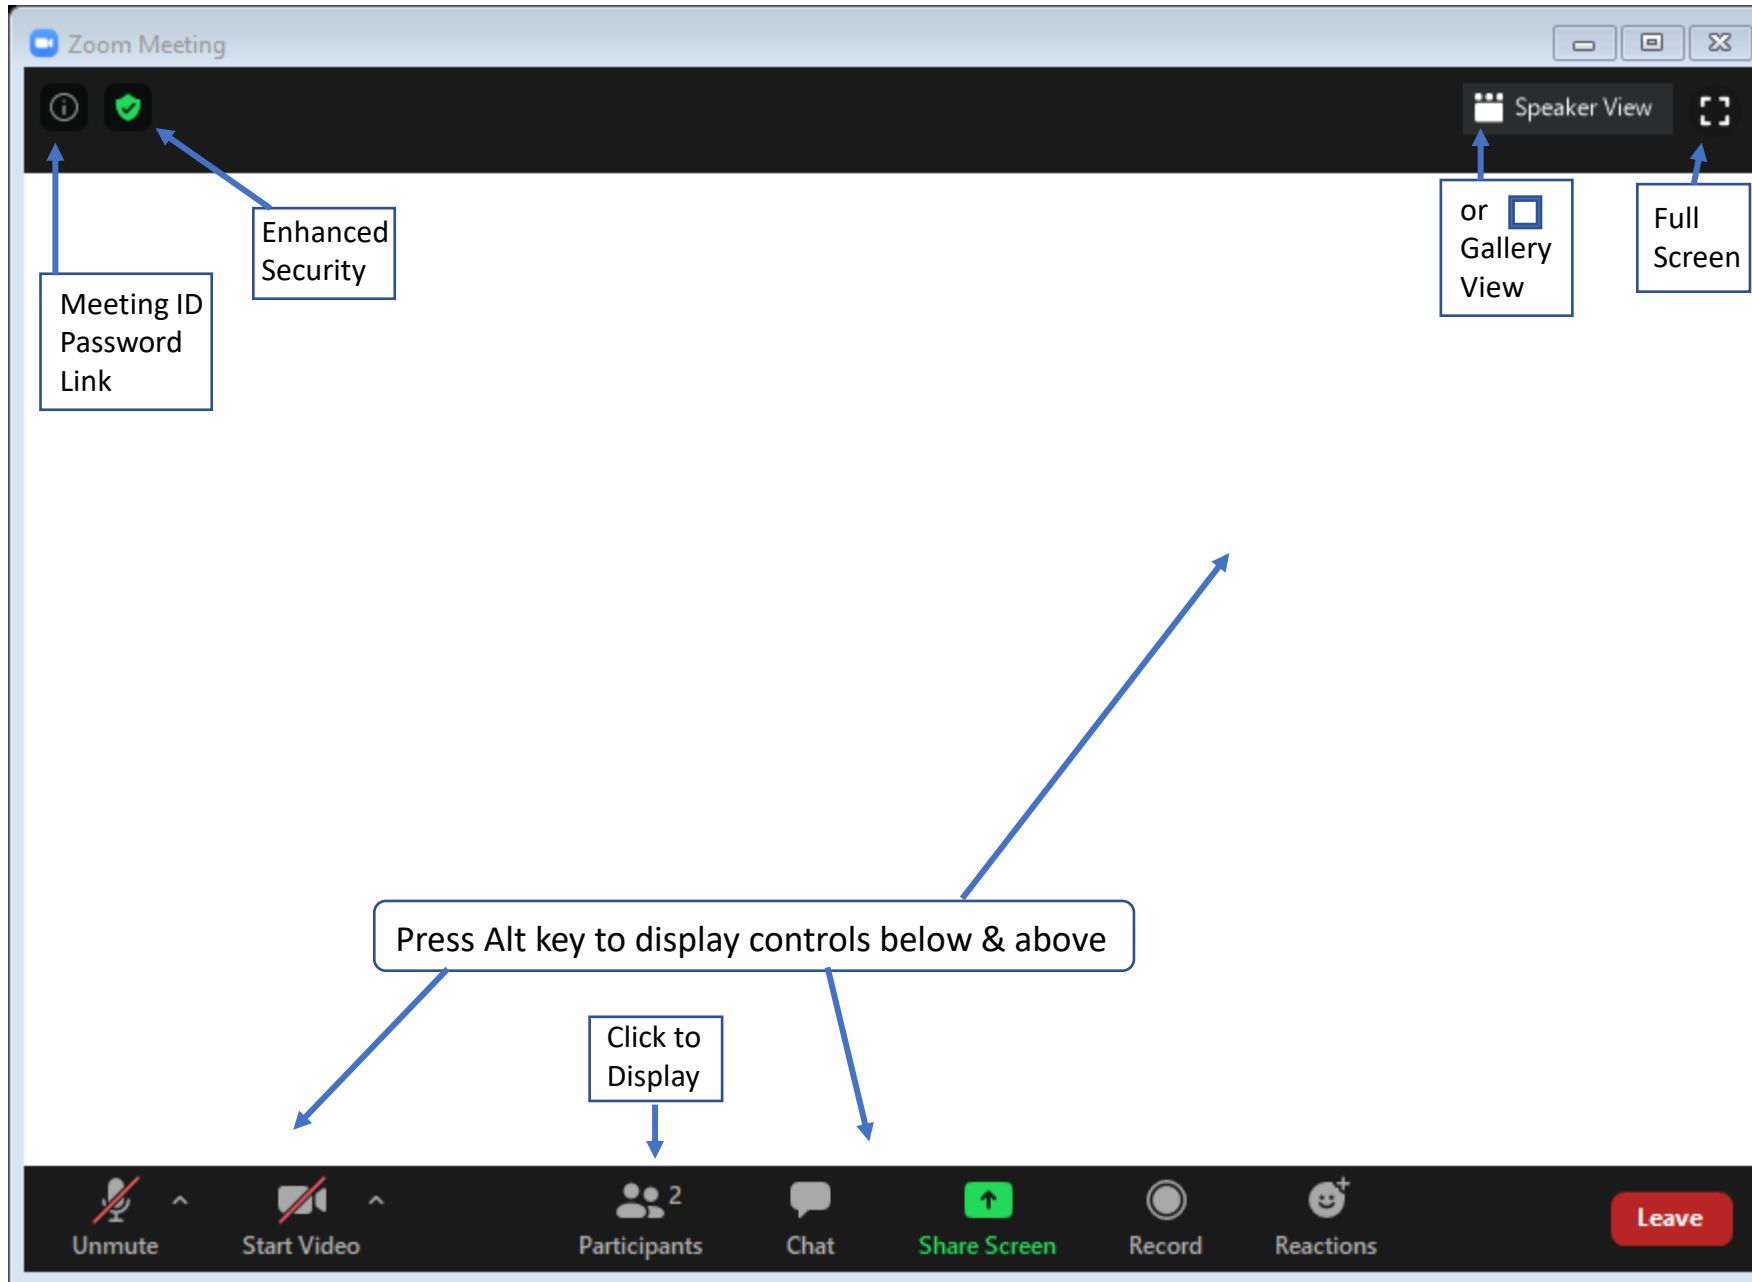 Zoom Meeting
Speaker View
Enhanced
Security
or
Gallery
View
Full
Screen
Meeting ID
Password
Link
Press Alt key to display controls below & above
Click to
Display
2
Unmute
Start Video
Participants
Chat
Share Screen
Record
Reactions
Leave